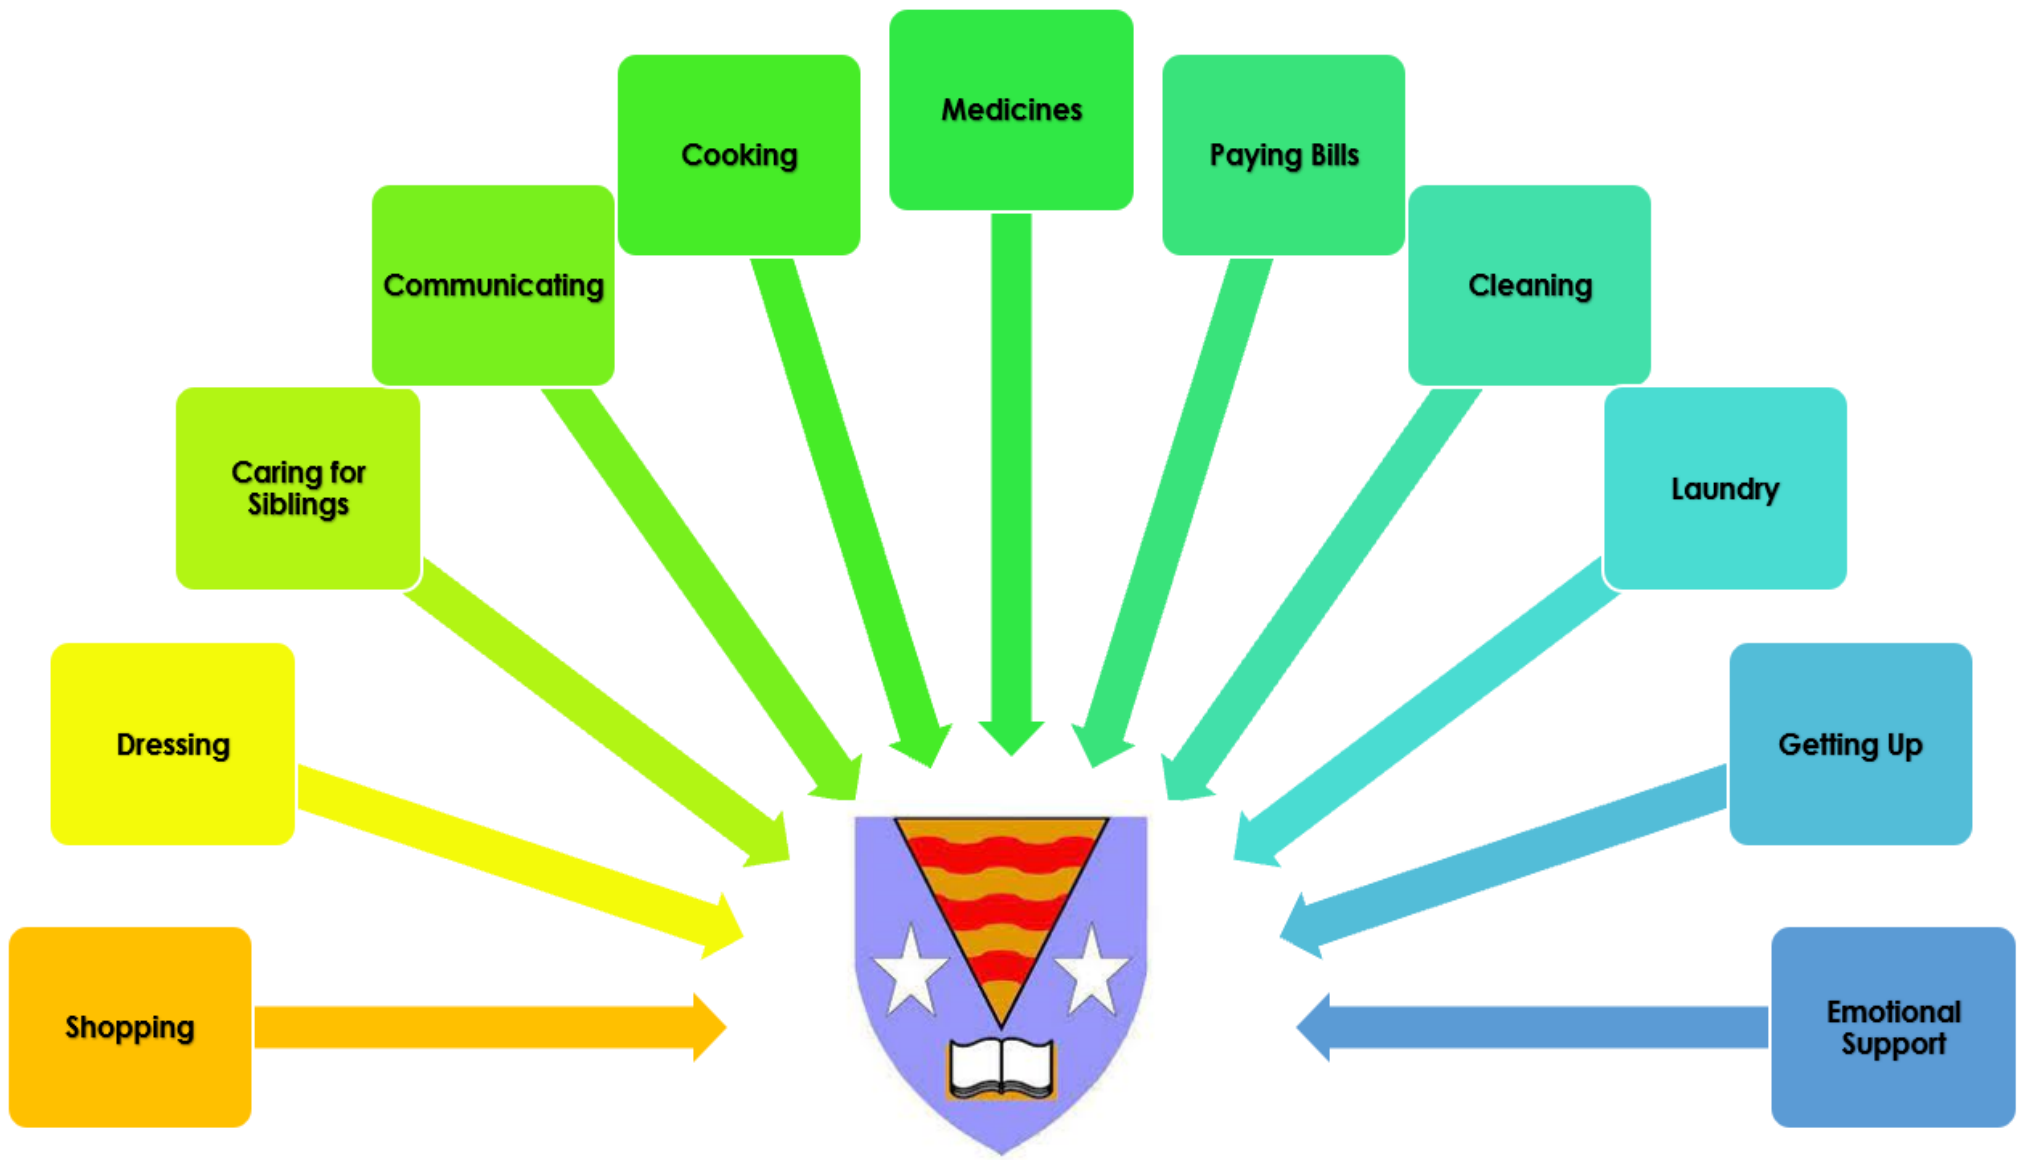 Medicines
Cooking
Paying Bills
Communicating
Cleaning
Caring for
Siblings
Laundry
Dressing
Getting Up
Shopping
Emotional
Support